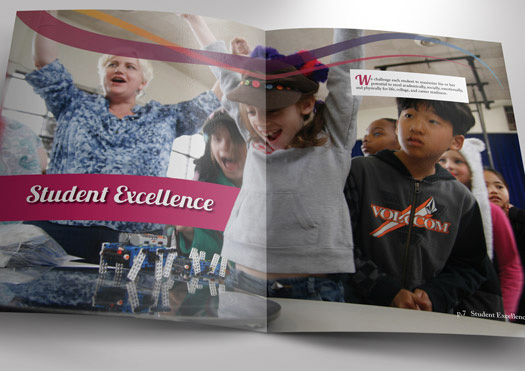 We challenge each student to maximize his or her
potential to excel academically, socially, emotionally,
and physically for life, college, and career readiness.
Student Excellence
VOLCOM
p.7 Student Excellenc